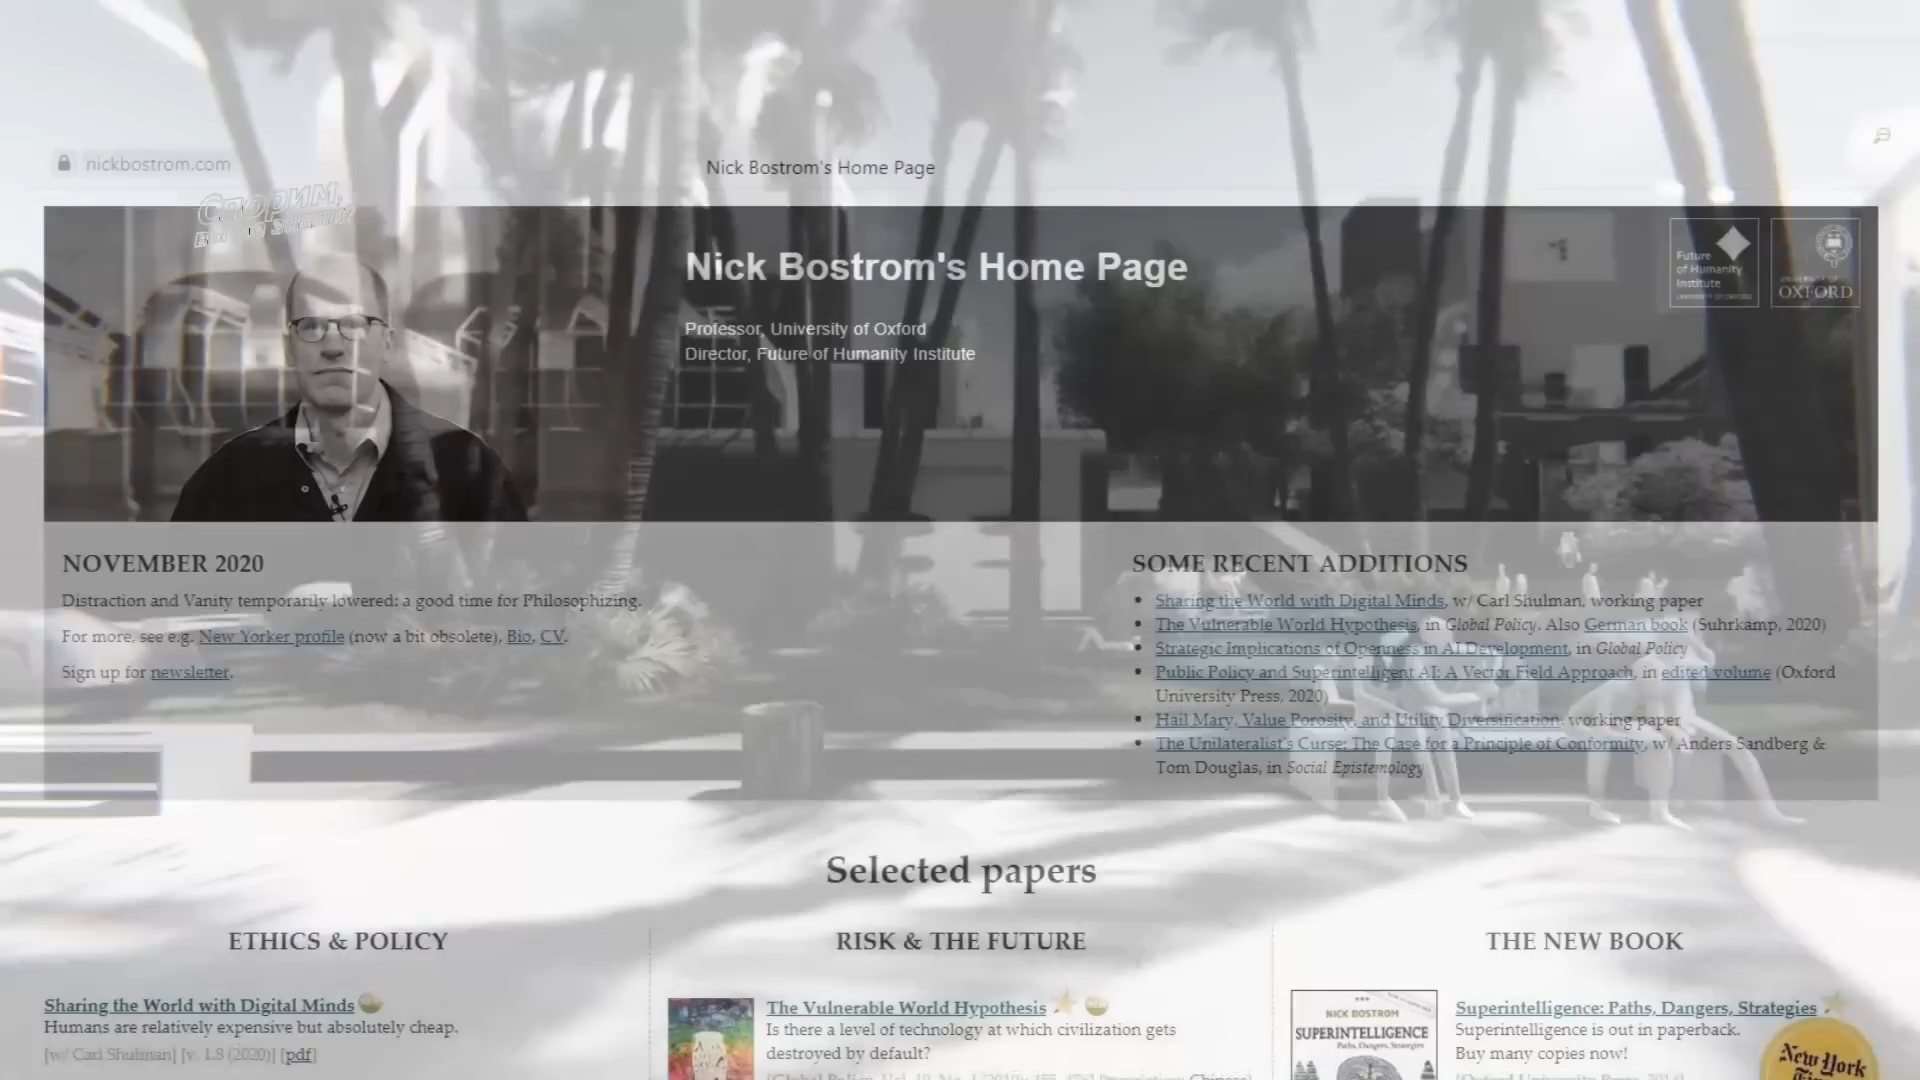 nickbostrom.com
Nick Bostrom's Home Page
Спорим,
Nick Bostrom's Home Page
Professor, University of Oxford
Director, Future of Humanity Institute
Future
of Humanity
Institute
UNIVERSITY OF OXFORD
UNIVERSITY OF
OXFORD
NOVEMBER 2020
Distraction and Vanity temporarily lowered: a good time for Philosophizing.
For more, see e.g. New Yorker profile (now a bit obsolete), Bio, CV.
Sign up for newsletter.
SOME RECENT ADDITIONS
• Sharing the World with Digital Minds, w/ Carl Shulman, working paper
• The Vulnerable World Hypothesis, in Global Policy. Also German book (Suhrkamp, 2020)
• Strategic Implications of Openness in AI Development, in Global Policy
• Public Policy and Superintelligent AI: A Vector Field Approach, in edited volume (Oxford
University Press, 2020)
• Hail Mary, Value Porosity, and Utility Diversification, working paper
• The Unilateralist's Curse: The Case for a Principle of Conformity, w/ Anders Sandberg &
Tom Douglas, in Social Epistemology
Selected papers
ETHICS & POLICY
Sharing the World with Digital Minds
Humans are relatively expensive but absolutely cheap.
[w/ Carl Shulman] [v. 1.8 (2020)] [pdf]
RISK & THE FUTURE
The Vulnerable World Hypothesis
Is there a level of technology at which civilization gets
destroyed by default?
THE NEW BOOK
NICK BOSTROM
SUPERINTELLIGENCE
Paths, Dangers, Strategies
Superintelligence: Paths, Dangers, Strategies
Superintelligence is out in paperback.
Buy many copies now!
New York